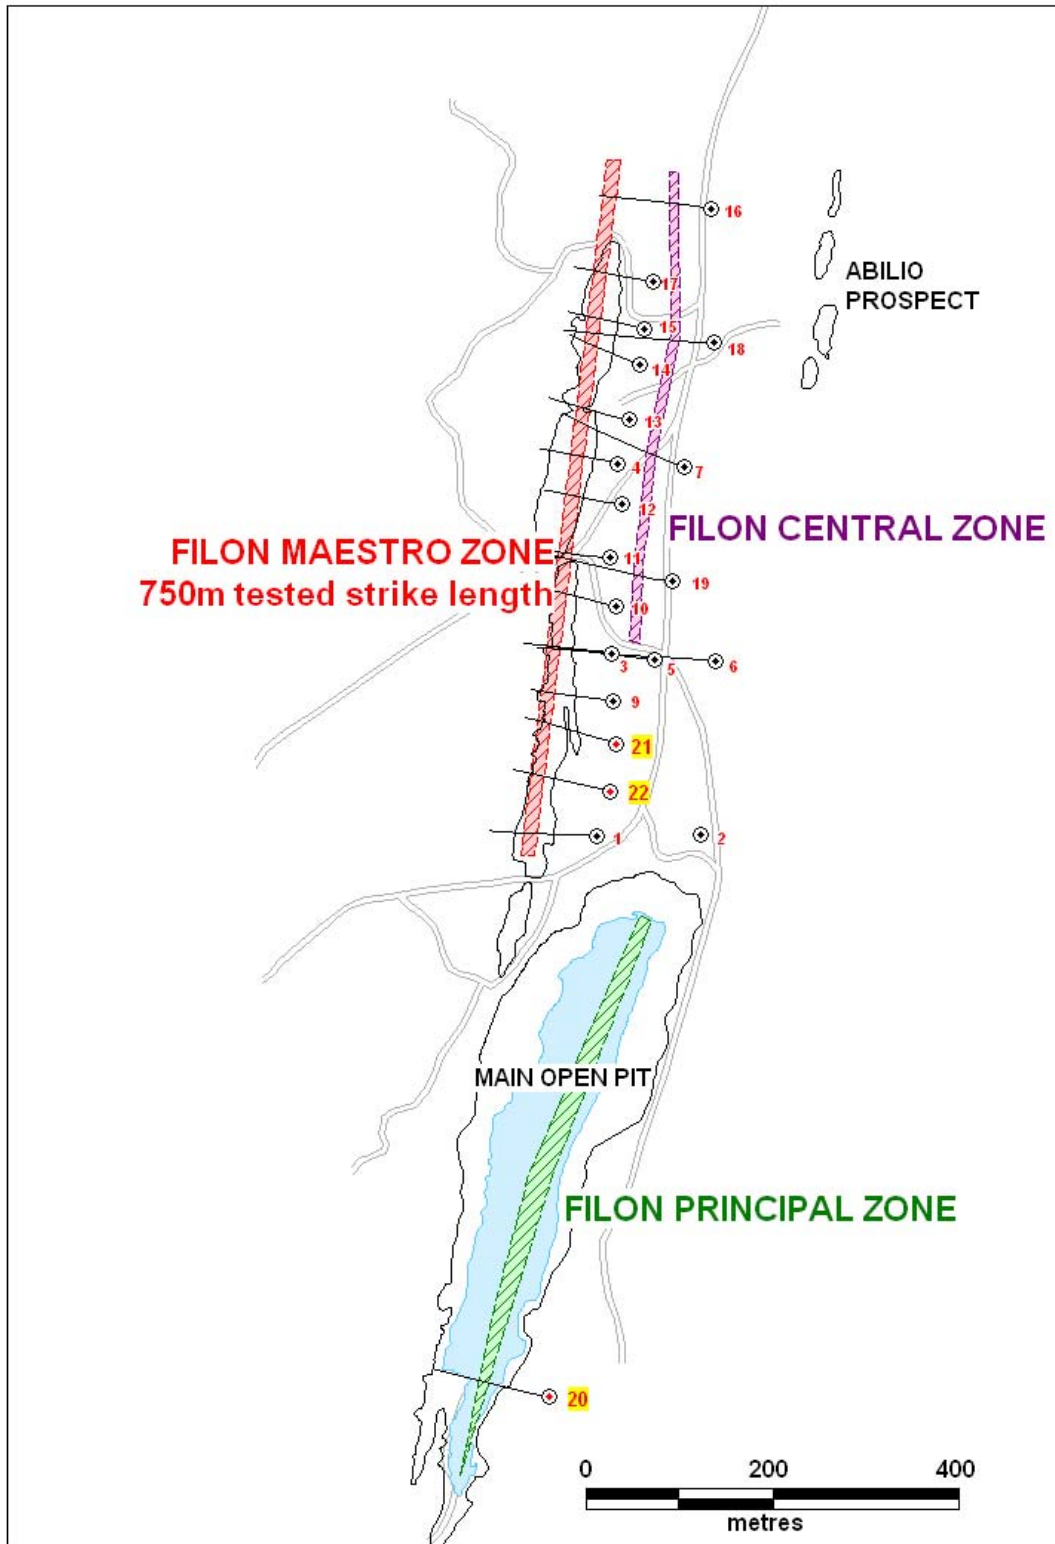 16
ABILIO
PROSPECT
17
15
18
14
13
4
7
12
FILON CENTRAL ZONE
FILON MAESTRO ZONE
750m tested strike length
11
19
10
3
5
6
9
21
22
1
2
MAIN OPEN PIT
FILON PRINCIPAL ZONE
20
0 200 400
metres